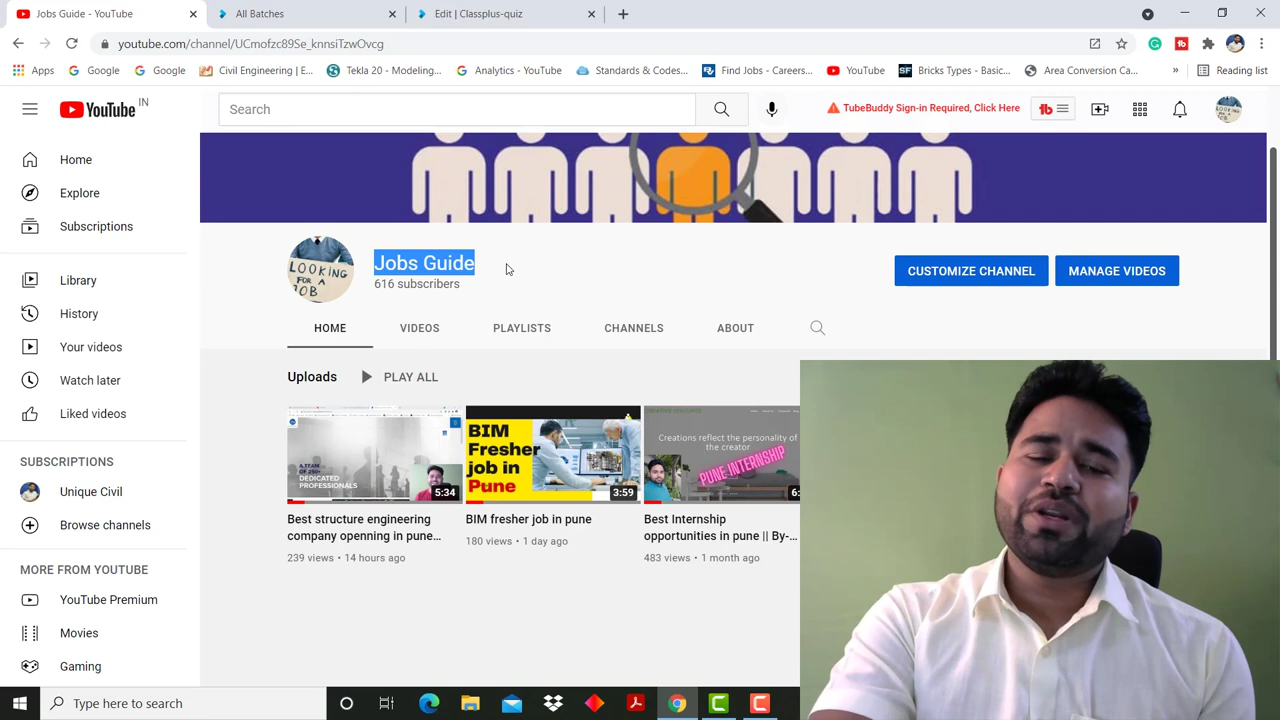 Jobs Guide - YouTube
All Batches
Edit | Classplus-quiz
youtube.com/channel/UCmofzc89Se_knnsiTzwOvcg
Apps
Google
Google
Civil Engineering | E...
Tekla 20 - Modeling...
Analytics - YouTube
Standards & Codes...
Find Jobs - Careers...
YouTube
Bricks Types - Basic...
Area Conversion Ca...
»
Reading list
YouTube IN
Search
TubeBuddy Sign-in Required, Click Here
tb
Home
Explore
Subscriptions
Library
History
Your videos
Watch later
Liked videos
SUBSCRIPTIONS
Unique Civil
Browse channels
MORE FROM YOUTUBE
YouTube Premium
Movies
Gaming
LOOKING
FOR A
JOB
Jobs Guide
616 subscribers
CUSTOMIZE CHANNEL
MANAGE VIDEOS
HOME
VIDEOS
PLAYLISTS
CHANNELS
ABOUT
Uploads
PLAY ALL
A TEAM
OF 250+
DEDICATED
PROFESSIONALS
5:34
Best structure engineering
company openning in pune...
239 views • 14 hours ago
BIM
Fresher
job in
Pune
3:59
BIM fresher job in pune
180 views • 1 day ago
Creations reflect the personality of
the creator
PUNE INTERNSHIP
6:
Best Internship
opportunities in pune || By-...
483 views • 1 month ago
Type here to search